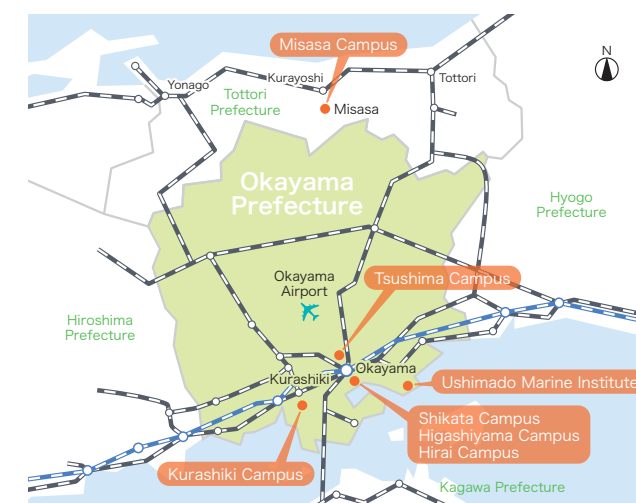 Misasa Campus
N
Yonago
Kurayoshi
Tottori
Tottori
Prefecture
Misasa
Okayama
Prefecture
Hyogo
Prefecture
Okayama
Airport
Tsushima Campus
Hiroshima
Prefecture
Okayama
Kurashiki
Ushimado Marine Institute
Shikata Campus
Higashiyama Campus
Hirai Campus
Kurashiki Campus
Kagawa Prefecture